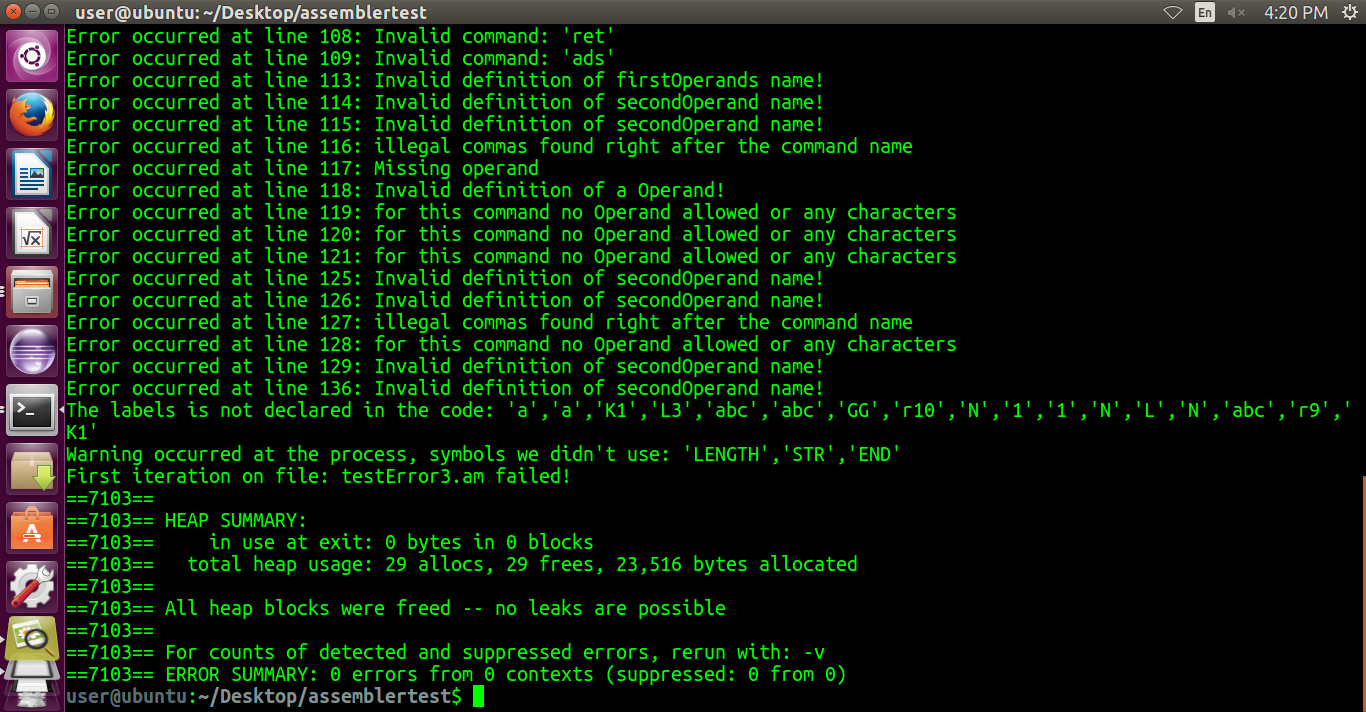 user@ubuntu: ~/Desktop/assemblertest
En
4:20 PM
Error occurred at line 108: Invalid command: 'ret'
Error occurred at line 109: Invalid command: 'ads'
Error occurred at line 113: Invalid definition of firstOperands name!
Error occurred at line 114: Invalid definition of secondOperand name!
Error occurred at line 115: Invalid definition of secondOperand name!
Error occurred at line 116: illegal commas found right after the command name
Error occurred at line 117: Missing operand
Error occurred at line 118: Invalid definition of a Operand!
Error occurred at line 119: for this command no Operand allowed or any characters
Error occurred at line 120: for this command no Operand allowed or any characters
Error occurred at line 121: for this command no Operand allowed or any characters
Error occurred at line 125: Invalid definition of secondOperand name!
Error occurred at line 126: Invalid definition of secondOperand name!
Error occurred at line 127: illegal commas found right after the command name
Error occurred at line 128: for this command no Operand allowed or any characters
Error occurred at line 129: Invalid definition of secondOperand name!
Error occurred at line 136: Invalid definition of secondOperand name!
The labels is not declared in the code: 'a','a','K1','L3','abc','abc','GG','r10','N','1','1','N','L','N','abc','r9','
K1'
Warning occurred at the process, symbols we didn't use: 'LENGTH','STR','END'
First iteration on file: testError3.am failed!
==7103==
==7103== HEAP SUMMARY:
==7103==     in use at exit: 0 bytes in 0 blocks
==7103==   total heap usage: 29 allocs, 29 frees, 23,516 bytes allocated
==7103==
==7103== All heap blocks were freed -- no leaks are possible
==7103==
==7103== For counts of detected and suppressed errors, rerun with: -v
==7103== ERROR SUMMARY: 0 errors from 0 contexts (suppressed: 0 from 0)
user@ubuntu:~/Desktop/assemblertest$